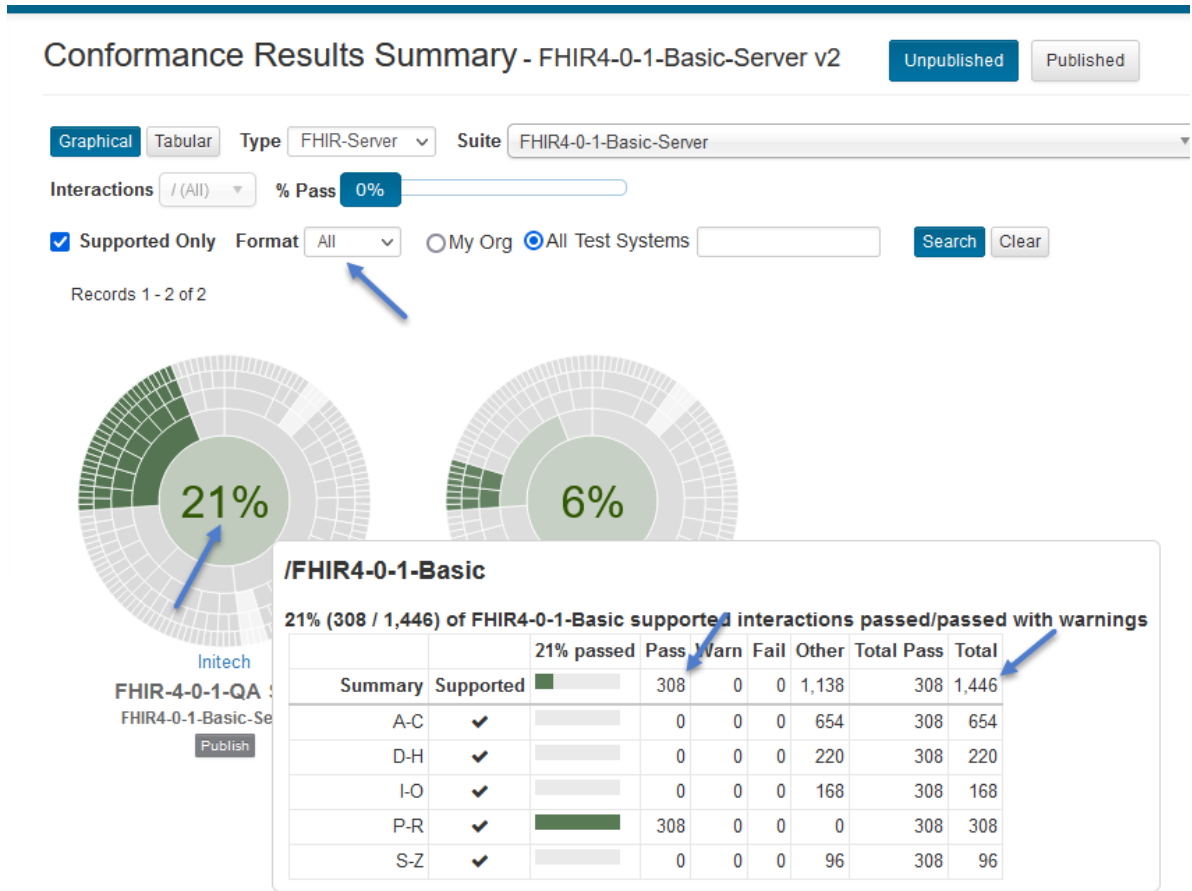 Conformance Results Summary - FHIR4-0-1-Basic-Server v2 Unpublished Published
Graphical Tabular Type FHIR-Server Suite FHIR4-0-1-Basic-Server
Interactions / (All) % Pass 0%
Supported Only Format All My Org All Test Systems Search Clear
Records 1 - 2 of 2
21% 6%
Initech
FHIR-4-0-1-QA
FHIR4-0-1-Basic-Se
Publish
/FHIR4-0-1-Basic
21% (308 / 1,446) of FHIR4-0-1-Basic supported interactions passed/passed with warnings
21% passed Pass Warn Fail Other Total Pass Total
Summary Supported 308 0 0 1,138 308 1,446
A-C 0 0 654 308 654
D-H 0 0 220 308 220
I-O 0 0 168 308 168
P-R 308 0 0 0 308 308
S-Z 0 0 96 308 96